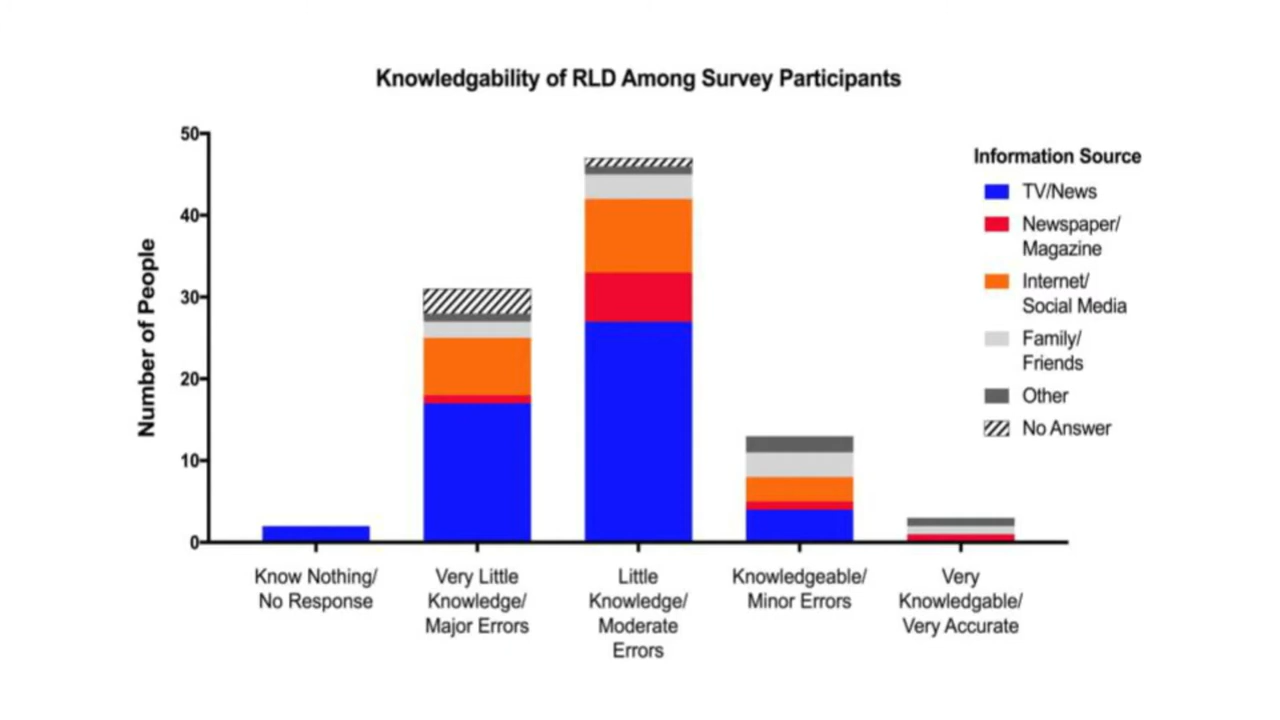 Knowledgability of RLD Among Survey Participants
50
40
30
20
10
0
Number of People
Information Source
TV/News
Newspaper/
Magazine
Internet/
Social Media
Family/
Friends
Other
No Answer
Know Nothing/
No Response
Very Little
Knowledge/
Major Errors
Little
Knowledge/
Moderate
Errors
Knowledgeable/
Minor Errors
Very
Knowledgable/
Very Accurate